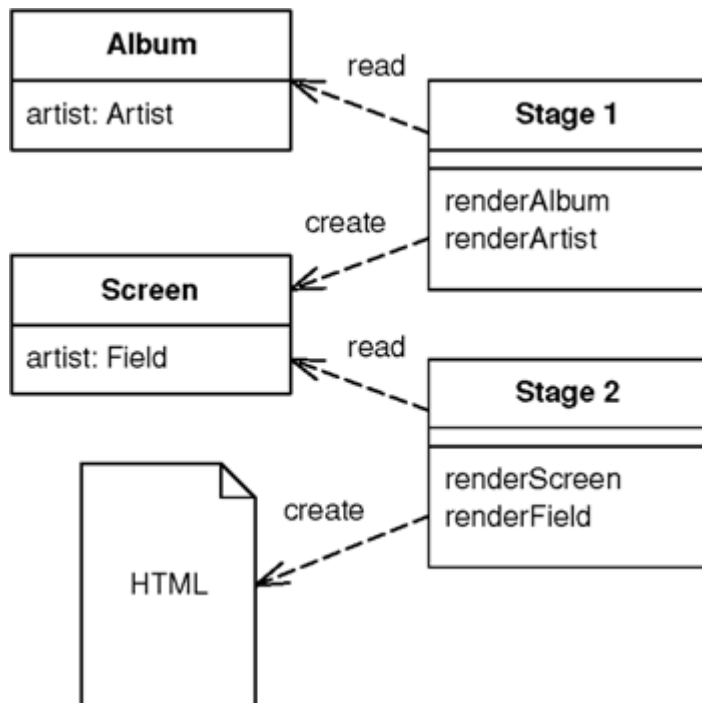 Album
artist: Artist
read
Stage 1
renderAlbum
renderArtist
create
Screen
artist: Field
read
Stage 2
renderScreen
renderField
create
HTML